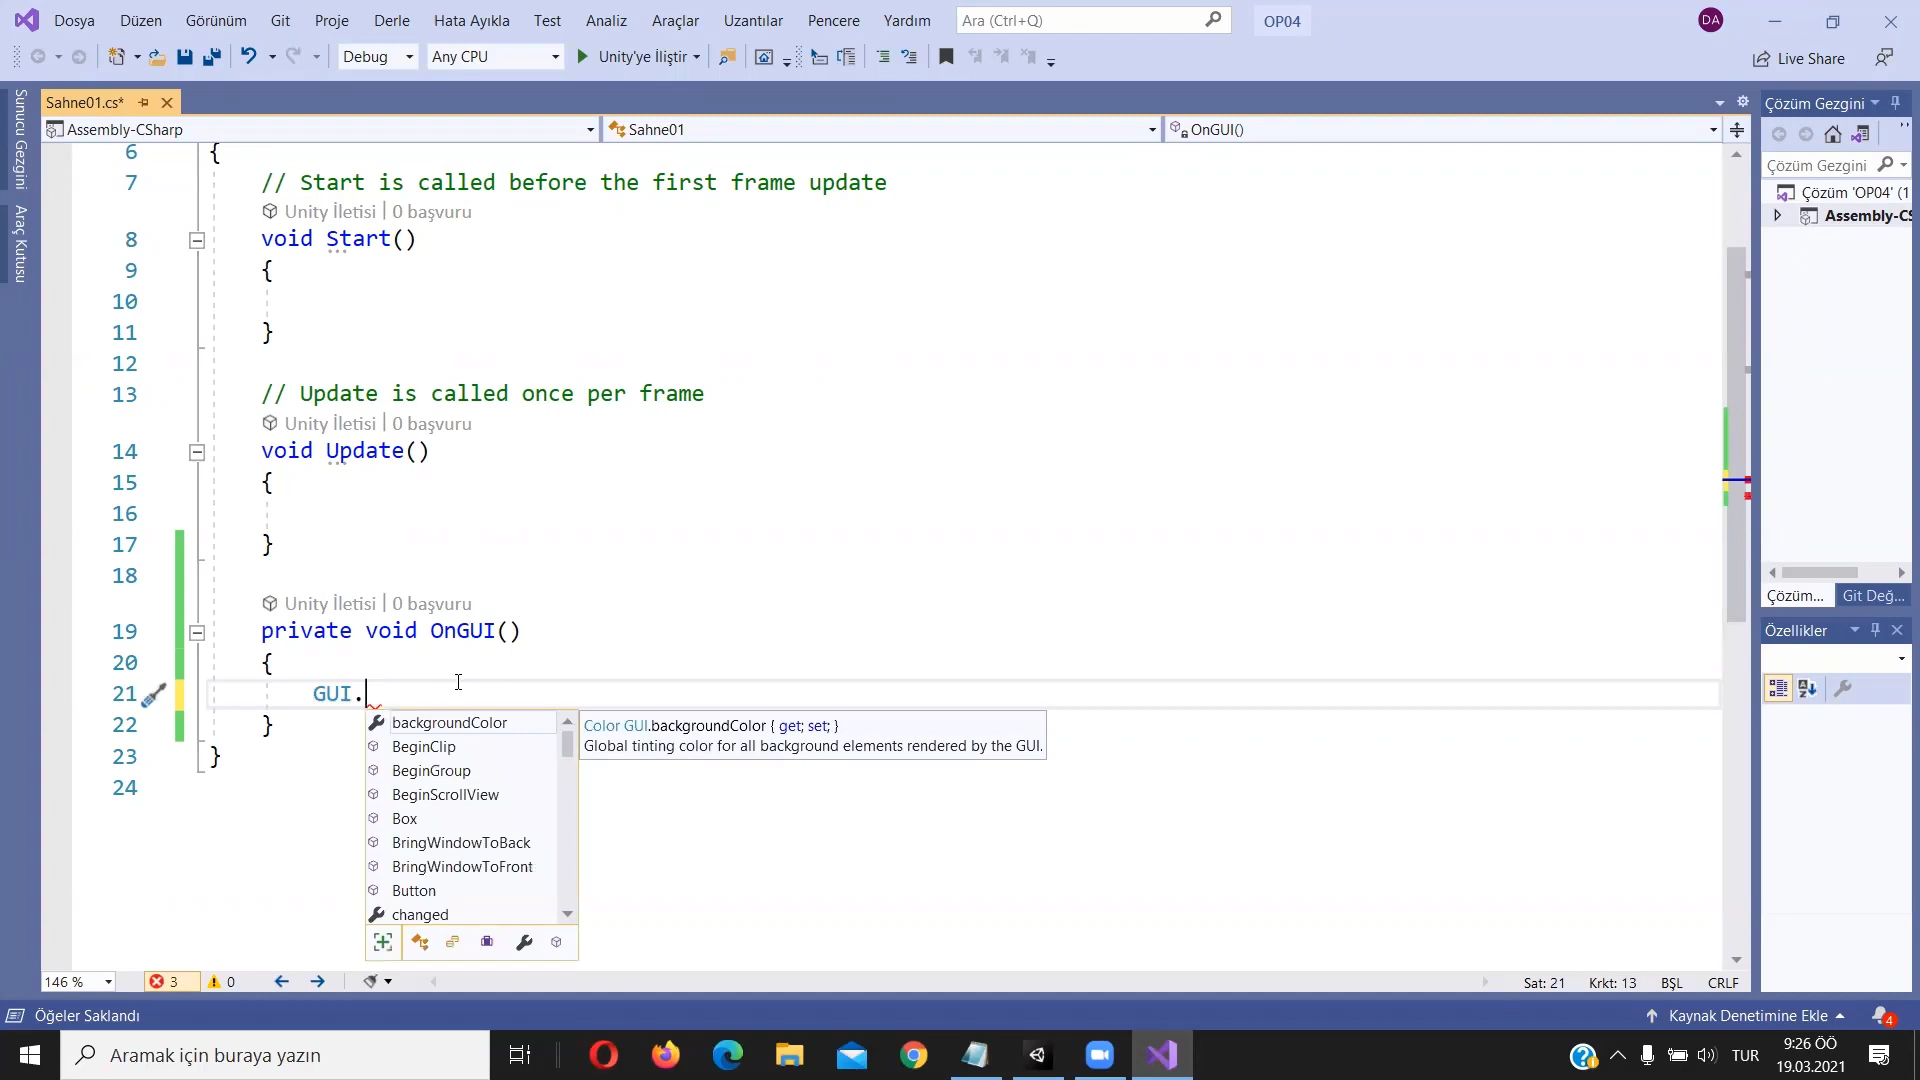 Dosya Düzen Görünüm Git Proje Derle Hata Ayıkla Test Analiz Araçlar Uzantılar Pencere Yardım Ara (Ctrl+Q) OP04 DA
Debug Any CPU Unity'ye İliştir Live Share
Sunucu Gezgini
Araç Kutusu
Sahne01.cs*
Assembly-CSharp Sahne01 OnGUI()
6 {
7 // Start is called before the first frame update
Unity İletisi | 0 başvuru
8 void Start()
9 {
10
11 }
12
13 // Update is called once per frame
Unity İletisi | 0 başvuru
14 void Update()
15 {
16
17 }
18
Unity İletisi | 0 başvuru
19 private void OnGUI()
20 {
21 GUI.
22 }
23 }
24
backgroundColor
BeginClip
BeginGroup
BeginScrollView
Box
BringWindowToBack
BringWindowToFront
Button
changed
Color GUI.backgroundColor { get; set; }
Global tinting color for all background elements rendered by the GUI.
Çözüm Gezgini
Çözüm Gezgini
Çözüm 'OP04' (1
Assembly-CS
Çözüm... Git Değ...
Özellikler
146 % 3 0 Sat: 21 Krkt: 13 BŞL CRLF
Öğeler Saklandı Kaynak Denetimine Ekle 4
Aramak için buraya yazın TUR 9:26 ÖÖ
19.03.2021